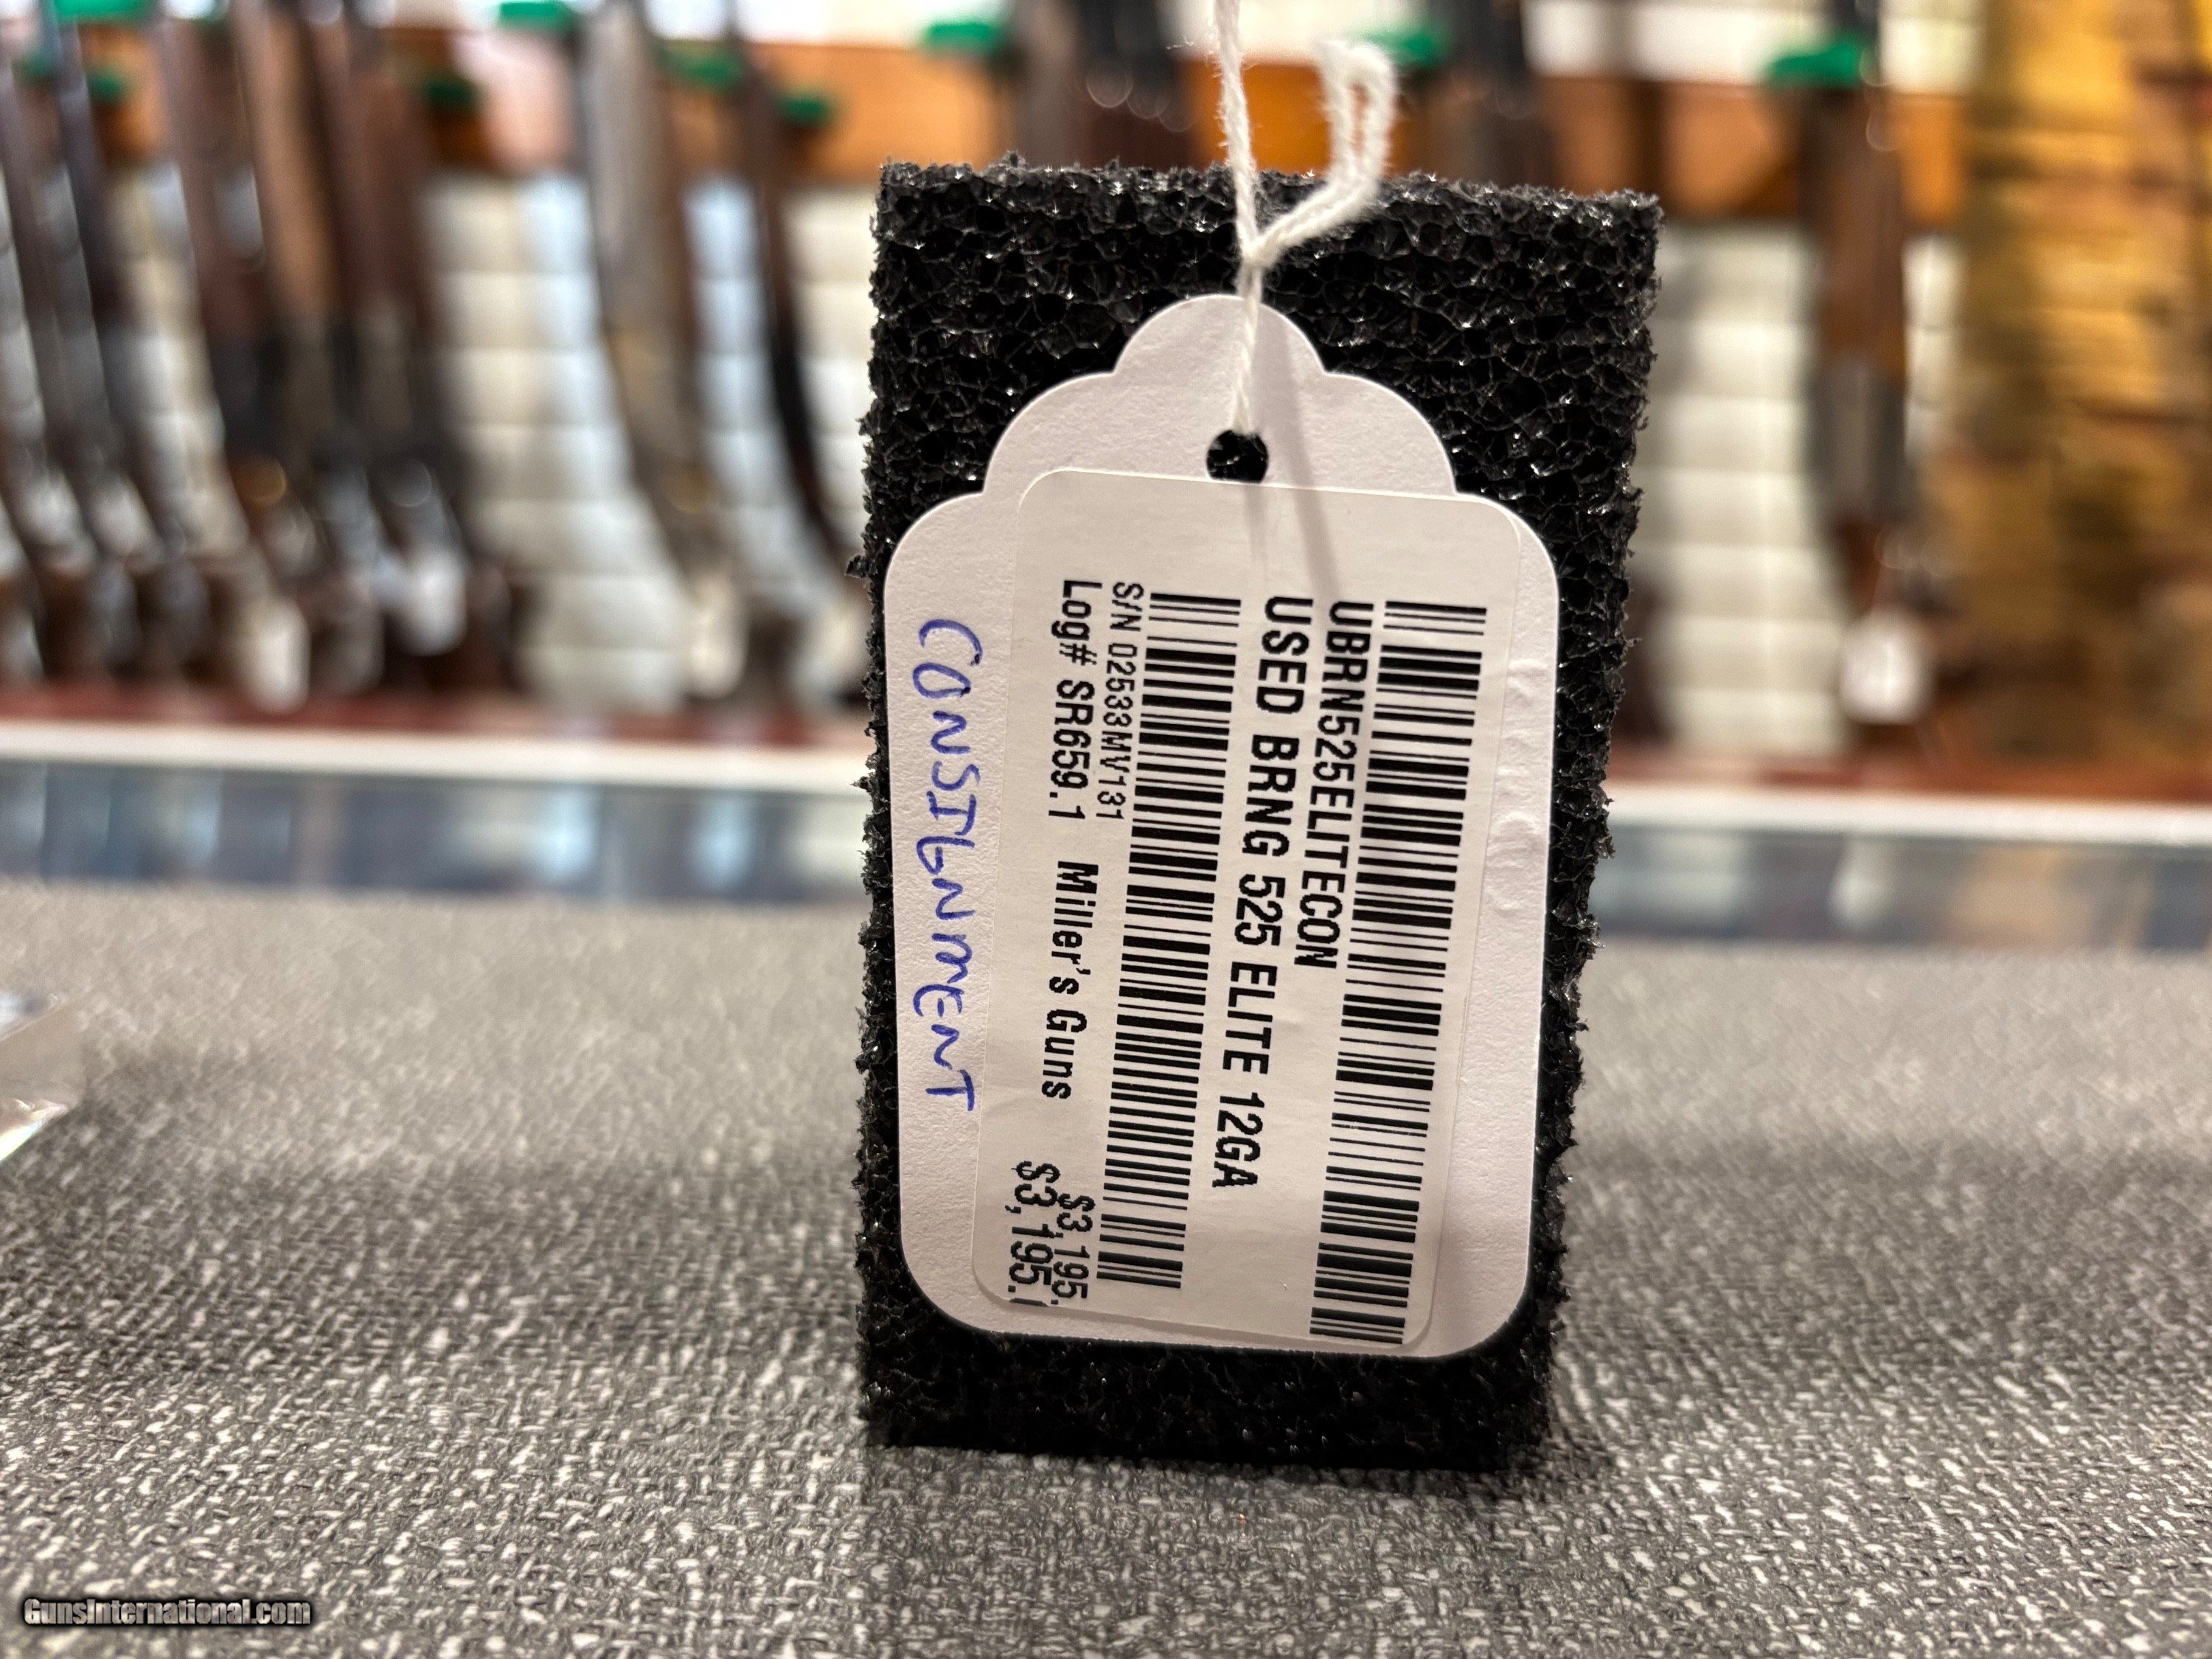 UBRN525ELITECON
USED BRNG 525 ELITE 12GA
S/N 02533MV131
Log# SR659.1 Miller's Guns $3,195.
$3,195.
CONSIGNMENT
GunsInternational.com